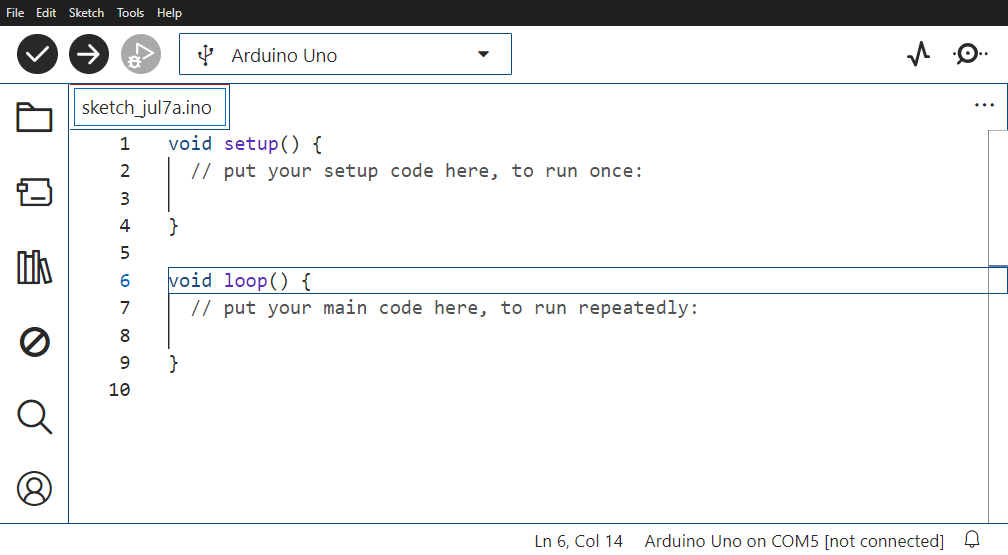 File Edit Sketch Tools Help
Arduino Uno
sketch_jul7a.ino
1 void setup() {
2 // put your setup code here, to run once:
3
4 }
5
6 void loop() {
7 // put your main code here, to run repeatedly:
8
9 }
10
Ln 6, Col 14 Arduino Uno on COM5 [not connected]